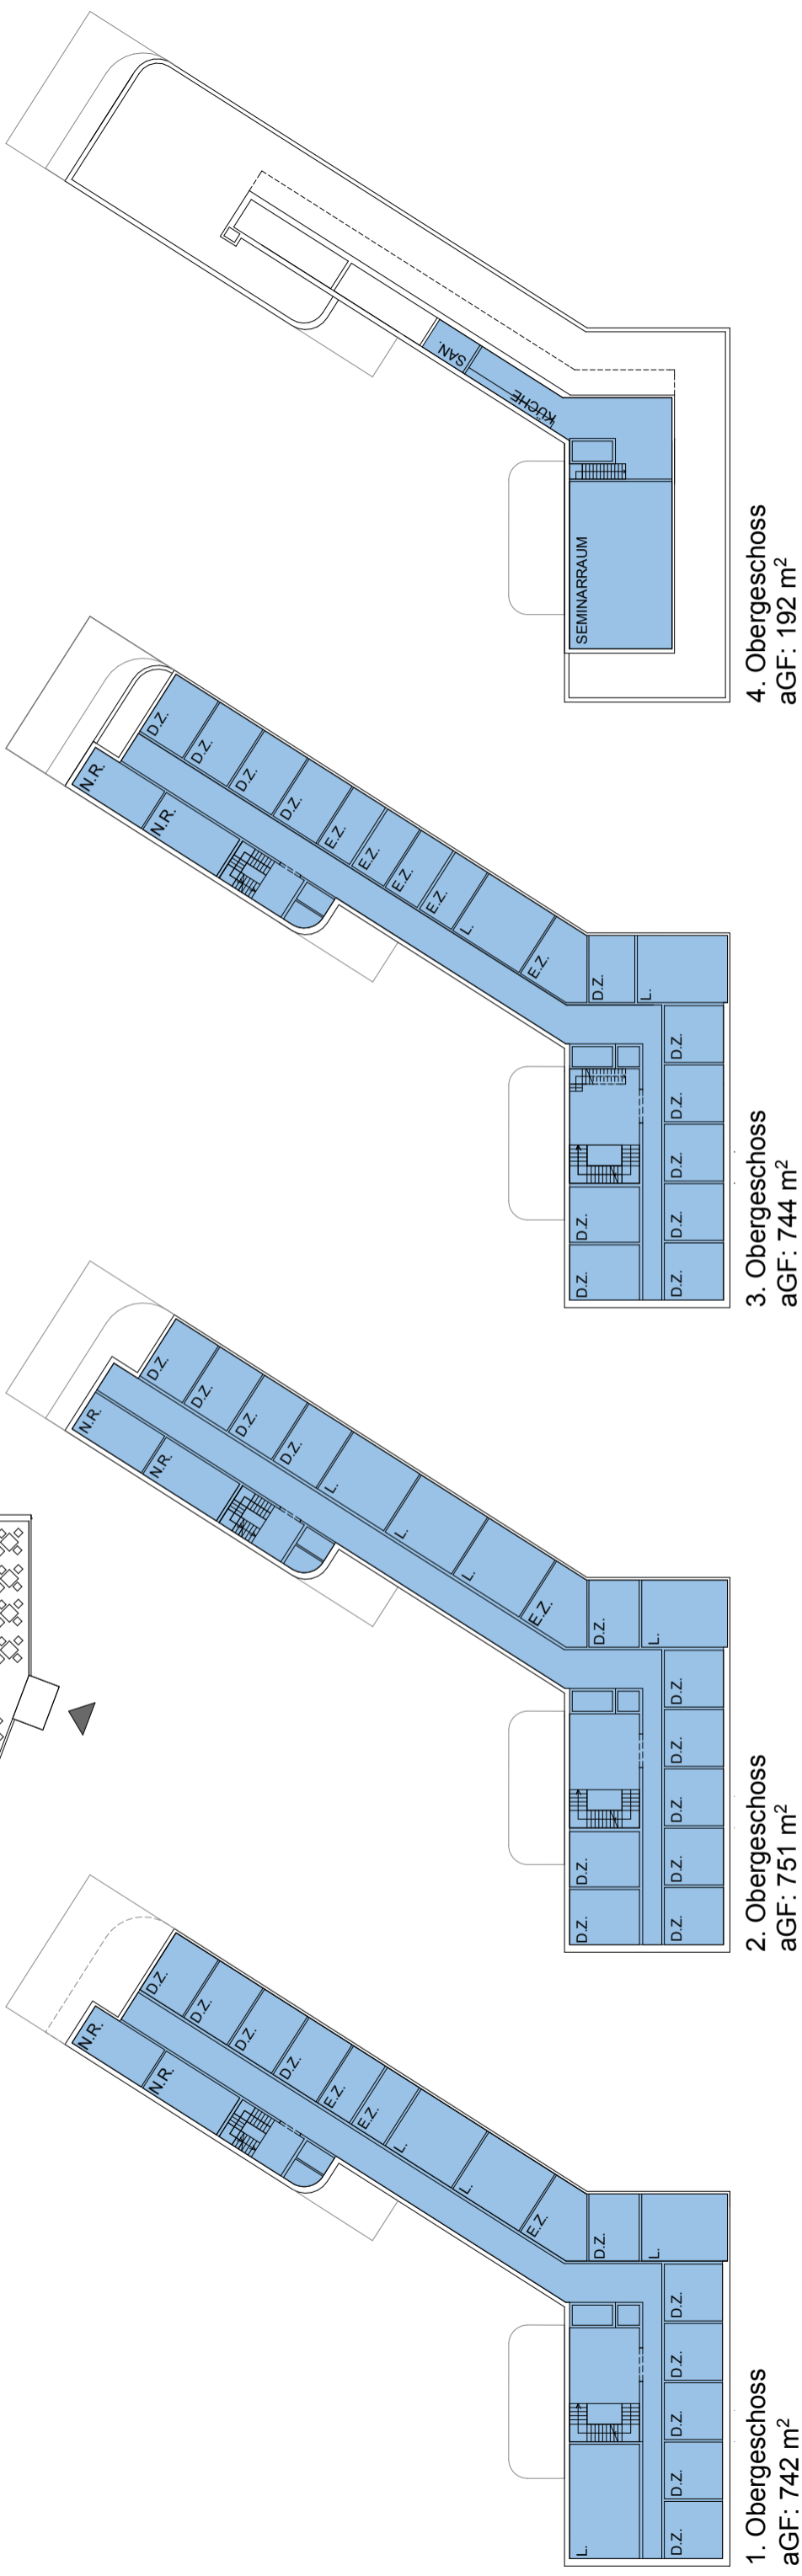 N.R.
N.R.
D.Z.
D.Z.
D.Z.
D.Z.
E.Z.
E.Z.
L.
L.
E.Z.
L.
D.Z.
L.
D.Z.
D.Z.
D.Z.
D.Z.
D.Z.
1. Obergeschoss
aGF: 742 m²
N.R.
N.R.
D.Z.
D.Z.
D.Z.
D.Z.
L.
L.
L.
E.Z.
D.Z.
D.Z.
D.Z.
L.
D.Z.
D.Z.
D.Z.
D.Z.
D.Z.
2. Obergeschoss
aGF: 751 m²
N.R.
N.R.
D.Z.
D.Z.
D.Z.
D.Z.
E.Z.
E.Z.
E.Z.
E.Z.
L.
E.Z.
D.Z.
D.Z.
D.Z.
L.
D.Z.
D.Z.
D.Z.
D.Z.
D.Z.
3. Obergeschoss
aGF: 744 m²
SAN.
KÜCHE
SEMINARRAUM
4. Obergeschoss
aGF: 192 m²